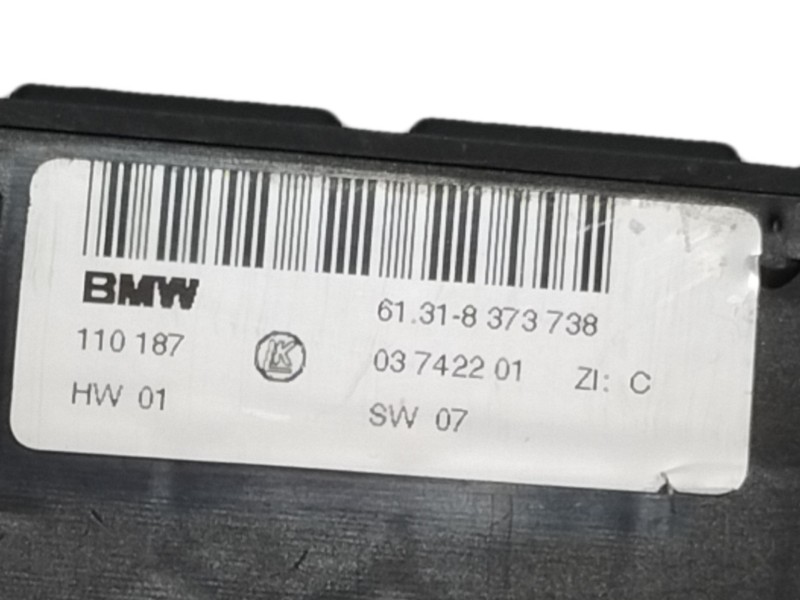 BMW
61.31-8 373 738
110 187
K
03 7422 01 ZI: C
HW 01
SW 07